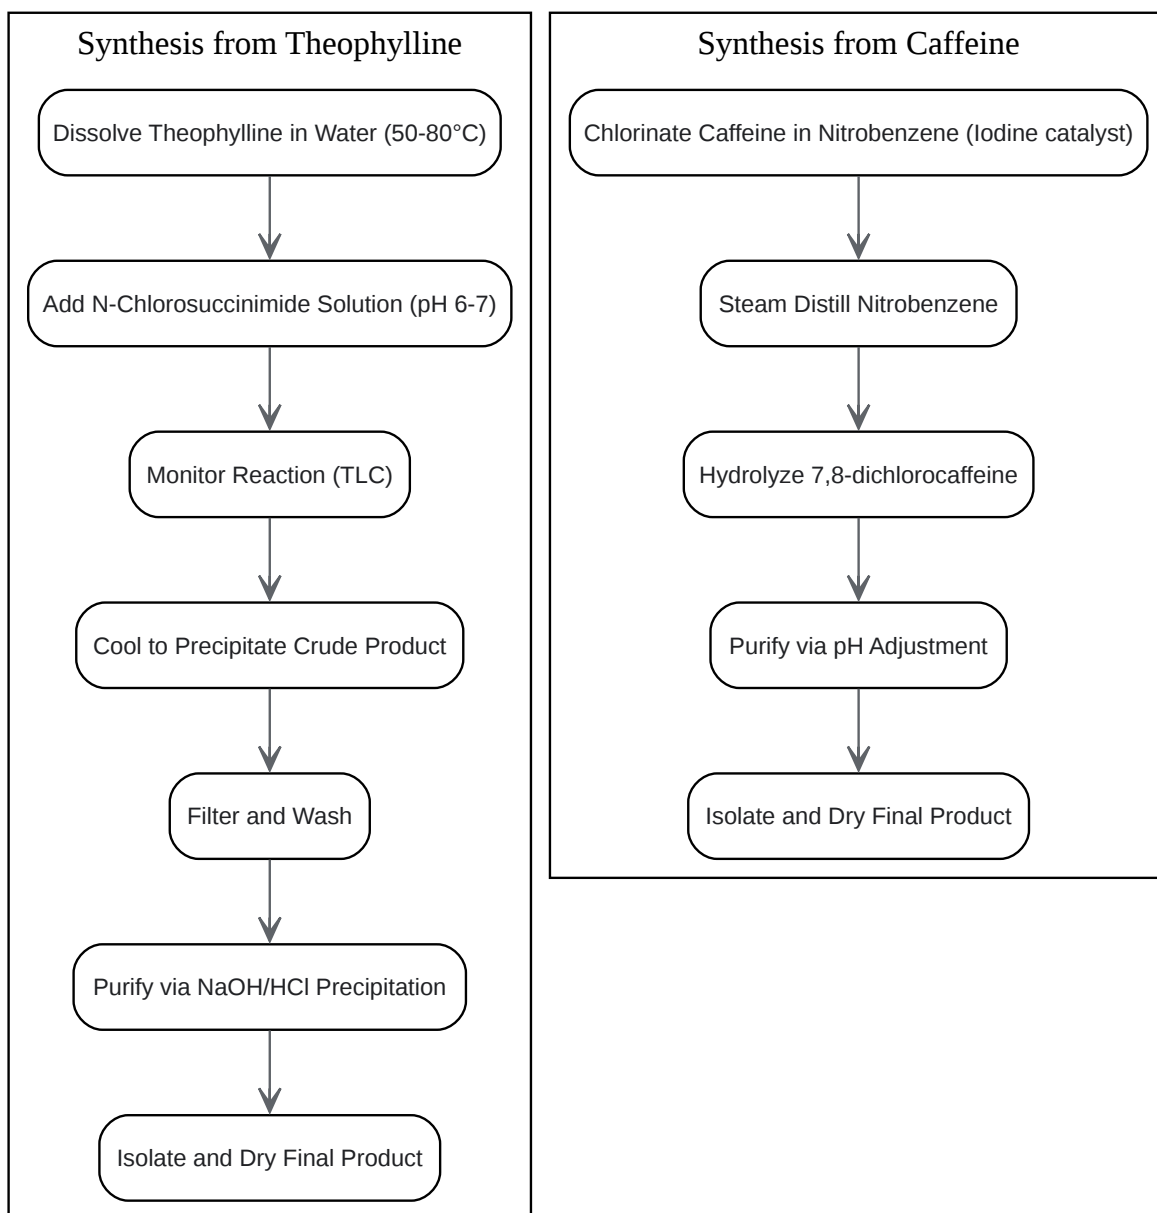 Synthesis from Theophylline
Dissolve Theophylline in Water (50-80°C)
Add N-Chlorosuccinimide Solution (pH 6-7)
Monitor Reaction (TLC)
Cool to Precipitate Crude Product
Filter and Wash
Purify via NaOH/HCl Precipitation
Isolate and Dry Final Product
Synthesis from Caffeine
Chlorinate Caffeine in Nitrobenzene (Iodine catalyst)
Steam Distill Nitrobenzene
Hydrolyze 7,8-dichlorocaffeine
Purify via pH Adjustment
Isolate and Dry Final Product